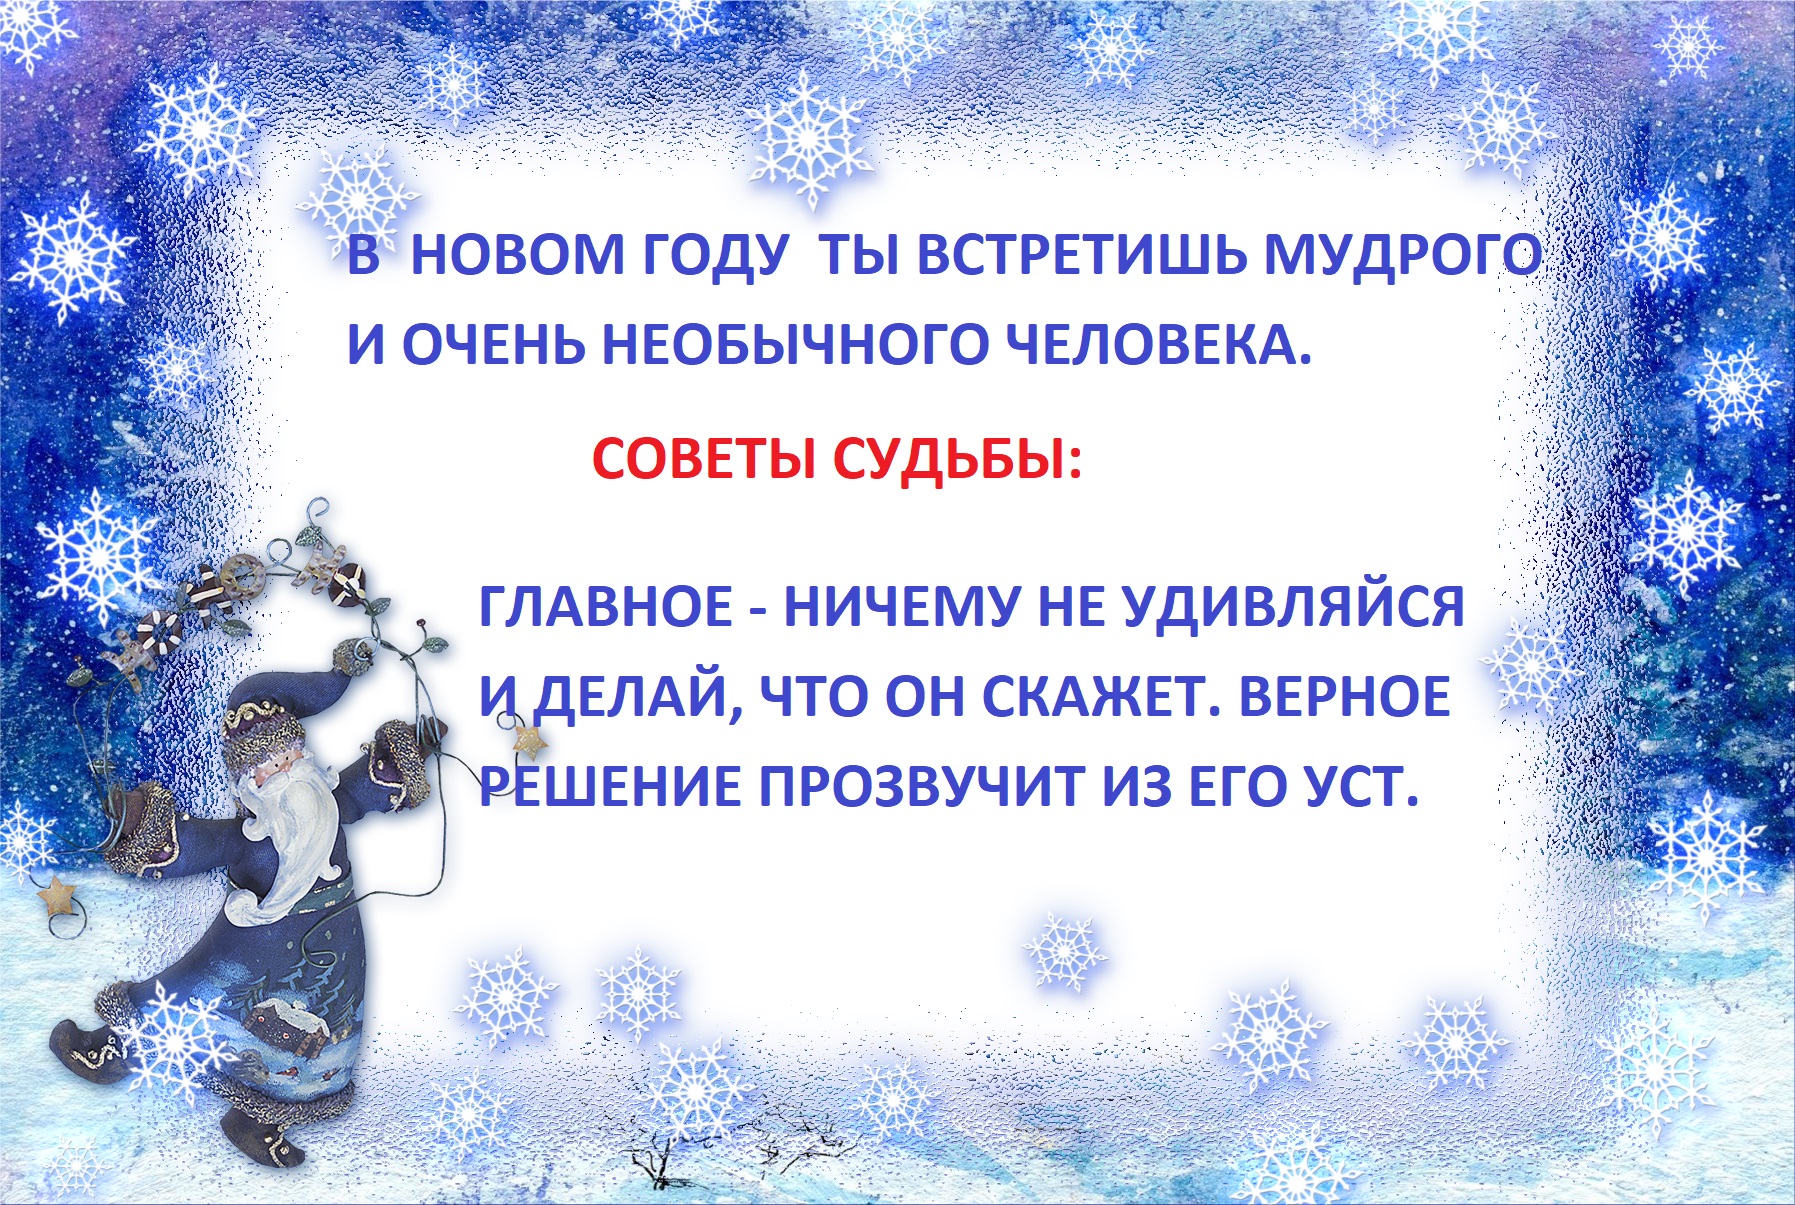 В НОВОМ ГОДУ ТЫ ВСТРЕТИШЬ МУДРОГО
И ОЧЕНЬ НЕОБЫЧНОГО ЧЕЛОВЕКА.
СОВЕТЫ СУДЬБЫ:
ГЛАВНОЕ - НИЧЕМУ НЕ УДИВЛЯЙСЯ
И ДЕЛАЙ, ЧТО ОН СКАЖЕТ. ВЕРНОЕ
РЕШЕНИЕ ПРОЗВУЧИТ ИЗ ЕГО УСТ.